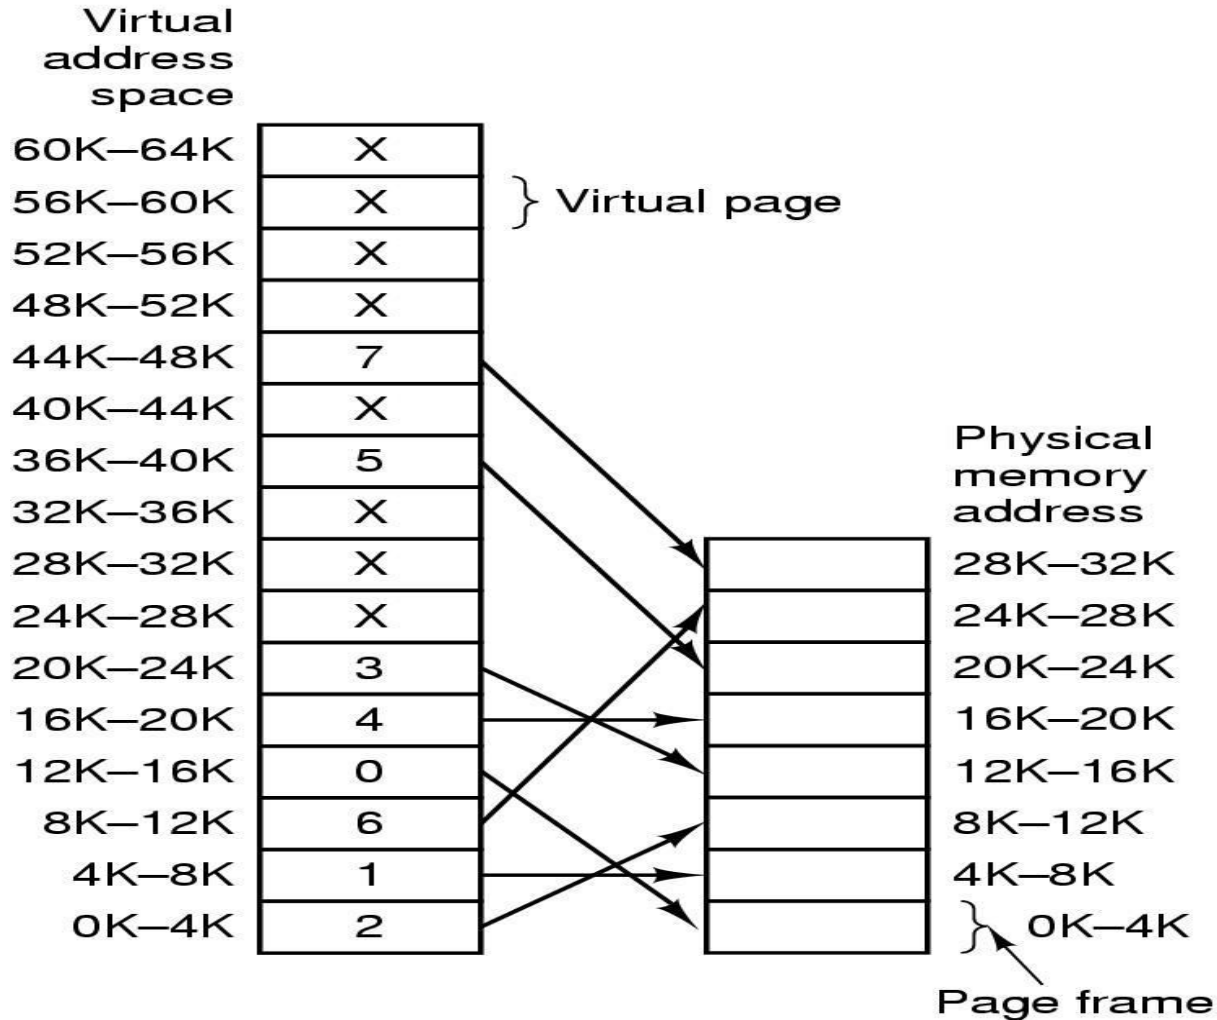 Virtual
address
space
60K–64K X
56K–60K X Virtual page
52K–56K X
48K–52K X
44K–48K 7
40K–44K X
36K–40K 5
32K–36K X
28K–32K X
24K–28K X
20K–24K 3
16K–20K 4
12K–16K 0
8K–12K 6
4K–8K 1
0K–4K 2
Physical
memory
address
28K–32K
24K–28K
20K–24K
16K–20K
12K–16K
8K–12K
4K–8K
0K–4K
Page frame